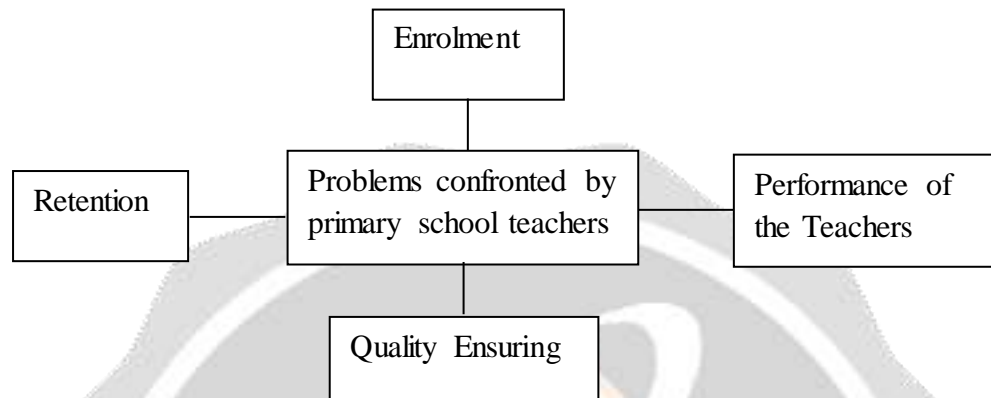 Enrolment
Retention
Problems confronted by
primary school teachers
Performance of
the Teachers
Quality Ensuring